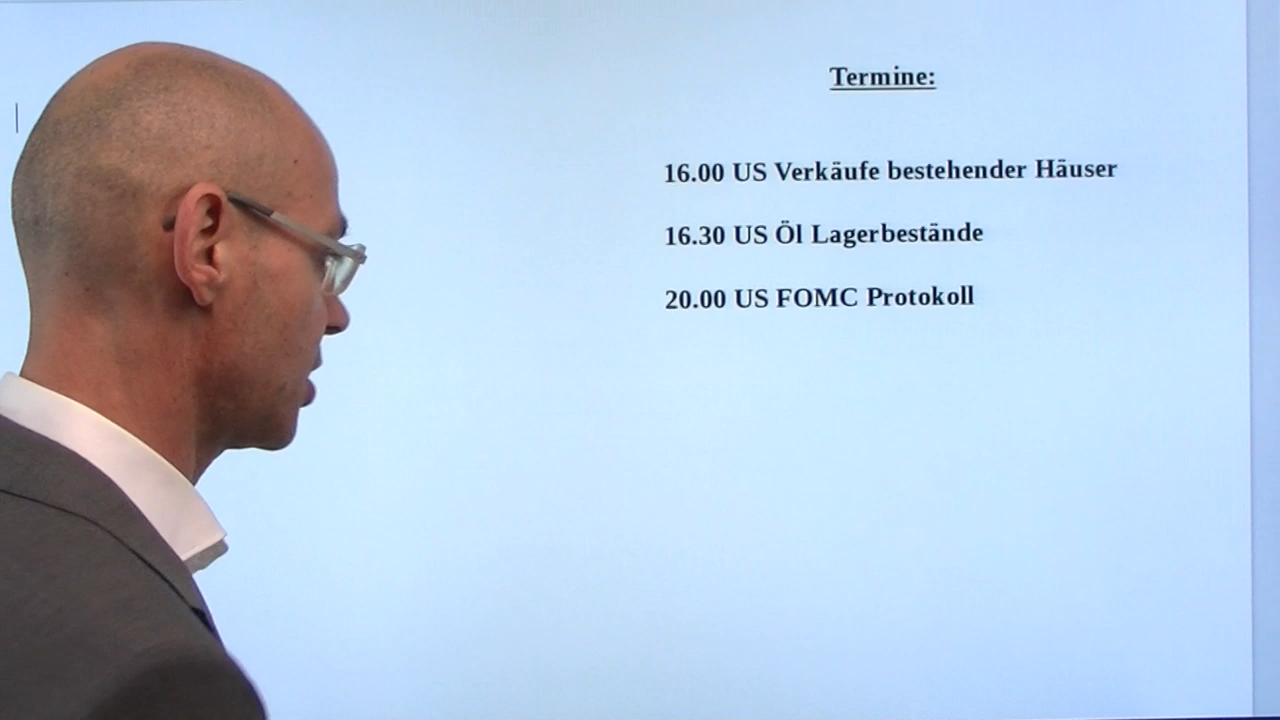 Termine:
16.00 US Verkäufe bestehender Häuser
16.30 US Öl Lagerbestände
20.00 US FOMC Protokoll